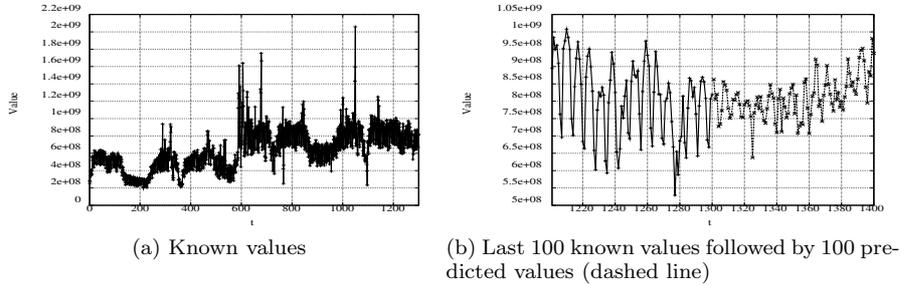 2.2e+09
2e+09
1.8e+09
1.6e+09
1.4e+09
1.2e+09
1e+09
8e+08
6e+08
4e+08
2e+08
0
Value
0 200 400 600 800 1000 1200
t
(a) Known values
1.05e+09
1e+09
9.5e+08
9e+08
8.5e+08
8e+08
7.5e+08
7e+08
6.5e+08
6e+08
5.5e+08
5e+08
Value
1220 1240 1260 1280 1300 1320 1340 1360 1380 1400
t
(b) Last 100 known values followed by 100 pre-
dicted values (dashed line)